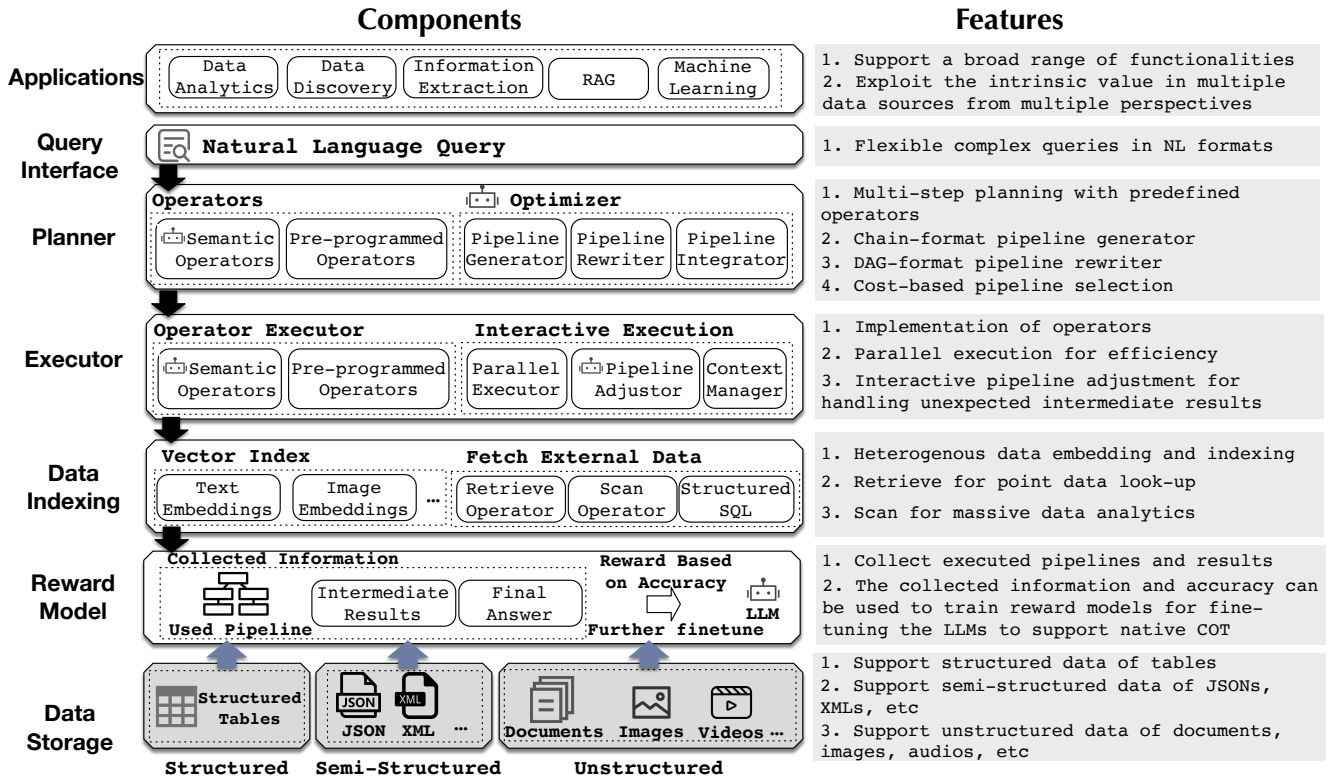 Components
Features
Applications
Data
Analytics
Data
Discovery
Information
Extraction
RAG
Machine
Learning
1. Support a broad range of functionalities
2. Exploit the intrinsic value in multiple
data sources from multiple perspectives
Query
Interface
Natural Language Query
1. Flexible complex queries in NL formats
Planner
Operators
Semantic
Operators
Pre-programmed
Operators
Optimizer
Pipeline
Generator
Pipeline
Rewriter
Pipeline
Integrator
1. Multi-step planning with predefined
operators
2. Chain-format pipeline generator
3. DAG-format pipeline rewriter
4. Cost-based pipeline selection
Executor
Operator Executor
Semantic
Operators
Pre-programmed
Operators
Interactive Execution
Parallel
Executor
Pipeline
Adjustor
Context
Manager
1. Implementation of operators
2. Parallel execution for efficiency
3. Interactive pipeline adjustment for
handling unexpected intermediate results
Data
Indexing
Vector Index
Text
Embeddings
Image
Embeddings
...
Fetch External Data
Retrieve
Operator
Scan
Operator
Structured
SQL
1. Heterogenous data embedding and indexing
2. Retrieve for point data look-up
3. Scan for massive data analytics
Reward
Model
Collected Information
Used Pipeline
Intermediate
Results
Final
Answer
Reward Based
on Accuracy
Further finetune
LLM
1. Collect executed pipelines and results
2. The collected information and accuracy can
be used to train reward models for fine-
tuning the LLMs to support native COT
Data
Storage
Structured
Tables
Structured
JSON
JSON
XML
XML
...
Semi-Structured
Documents
Images
Videos
...
Unstructured
1. Support structured data of tables
2. Support semi-structured data of JSONs,
XMLs, etc
3. Support unstructured data of documents,
images, audios, etc